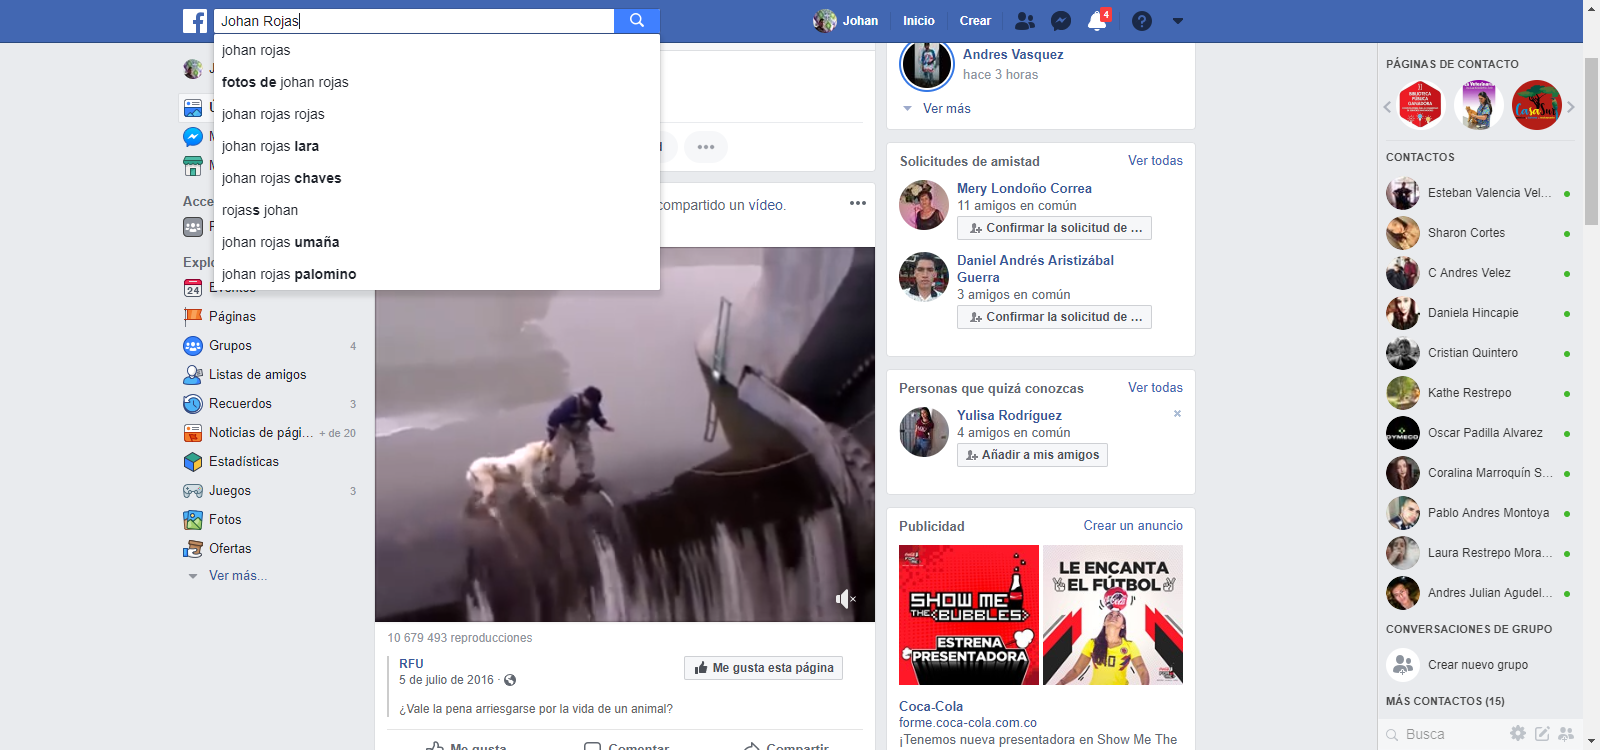 Johan Rojas
Johan
Inicio
Crear
4
johan rojas
fotos de johan rojas
johan rojas rojas
johan rojas lara
johan rojas chaves
rojass johan
johan rojas umaña
johan rojas palomino
Acce
Explo
24
Eventos
Páginas
Grupos 4
Listas de amigos
Recuerdos 3
Noticias de pági... + de 20
Estadísticas
Juegos 3
Fotos
Ofertas
Ver más...
compartido un vídeo.
10 679 493 reproducciones
RFU
5 de julio de 2016 ·
Me gusta esta página
¿Vale la pena arriesgarse por la vida de un animal?
Me gusta
Comentar
Compartir
Andres Vasquez
hace 3 horas
Ver más
Solicitudes de amistad
Ver todas
Mery Londoño Correa
11 amigos en común
Confirmar la solicitud de ...
Daniel Andrés Aristizábal
Guerra
3 amigos en común
Confirmar la solicitud de ...
Personas que quizá conozcas
Ver todas
Yulisa Rodríguez
4 amigos en común
Añadir a mis amigos
Publicidad
Crear un anuncio
SHOW ME
THE BUBBLES
ESTRENA
PRESENTADORA
LE ENCANTA
EL FÚTBOL
Coca-Cola
forme.coca-cola.com.co
¡Tenemos nueva presentadora en Show Me The
PÁGINAS DE CONTACTO
BIBLIOTECA
PÚBLICA
GANADORA
CasaSur
CONTACTOS
Esteban Valencia Vel...
Sharon Cortes
C Andres Velez
Daniela Hincapie
Cristian Quintero
Kathe Restrepo
GYMECO
Oscar Padilla Alvarez
Coralina Marroquín S...
Pablo Andres Montoya
Laura Restrepo Mora...
Andres Julian Agudel...
CONVERSACIONES DE GRUPO
Crear nuevo grupo
MÁS CONTACTOS (15)
Busca